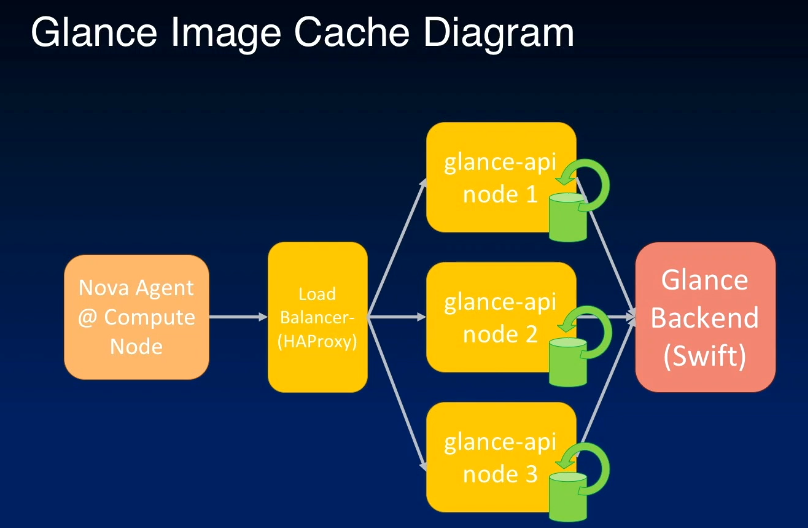 Glance Image Cache Diagram
glance-api
node 1
Nova Agent
@ Compute
Node
Load
Balancer-
(HAProxy)
glance-api
node 2
Glance
Backend
(Swift)
glance-api
node 3